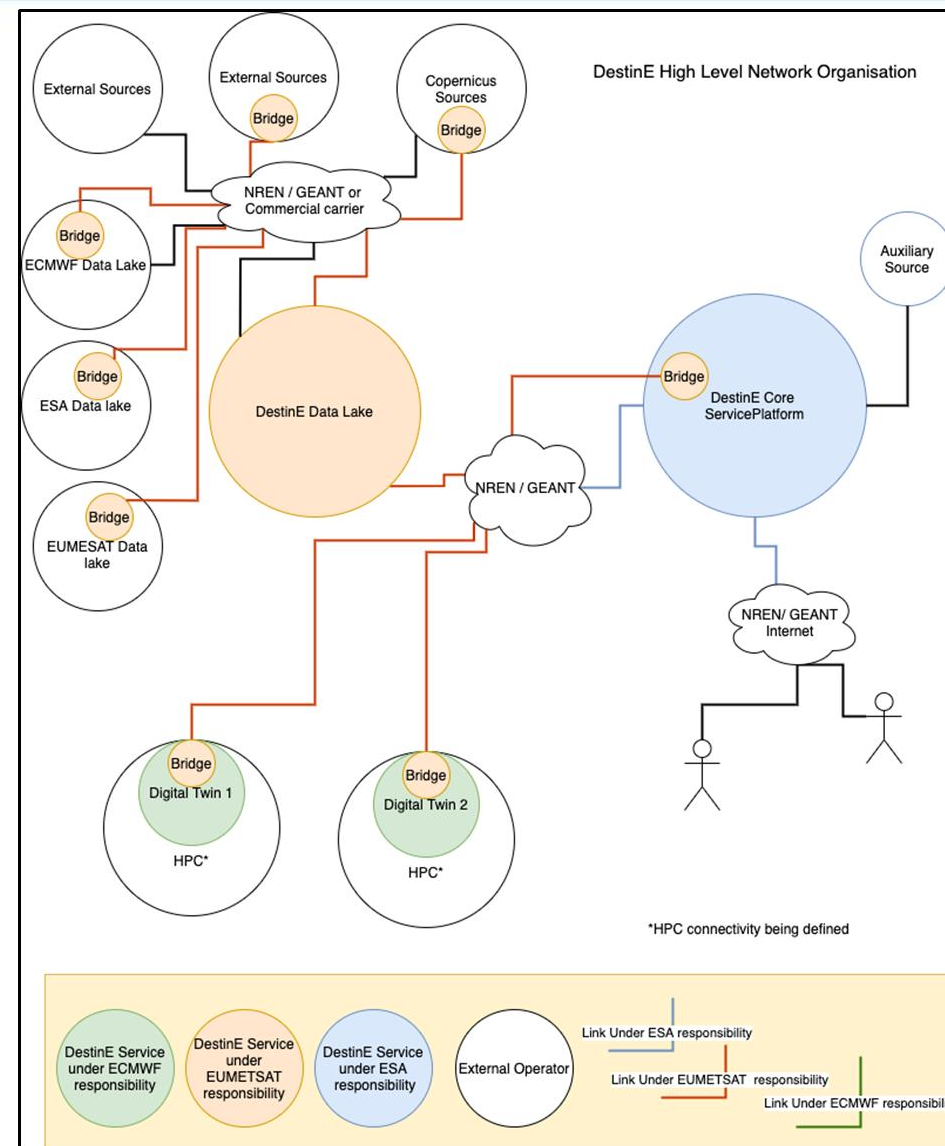 DestinE High Level Network Organisation
External Sources
External Sources
Bridge
Copernicus
Sources
Bridge
NREN / GEANT or
Commercial carrier
Bridge
ECMWF Data Lake
Auxiliary
Source
Bridge
ESA Data lake
DestinE Data Lake
Bridge
DestinE Core
ServicePlatform
NREN / GEANT
Bridge
EUMESAT Data
lake
NREN/ GEANT
Internet
Bridge
Digital Twin 1
HPC*
Bridge
Digital Twin 2
HPC*
*HPC connectivity being defined
DestinE Service
under ECMWF
responsibility
DestinE Service
under
EUMETSAT
responsibility
DestinE Service
under ESA
responsibility
External Operator
Link Under ESA responsibility
Link Under EUMETSAT responsibility
Link Under ECMWF responsibil